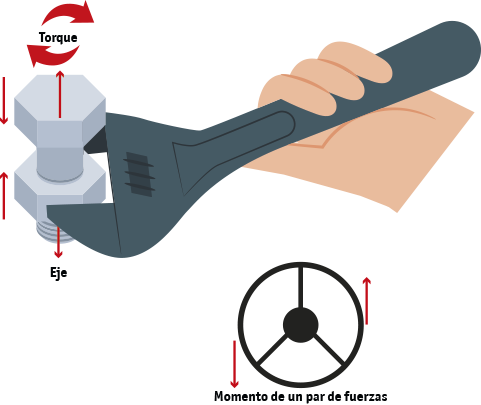 Torque
Eje
Momento de un par de fuerzas